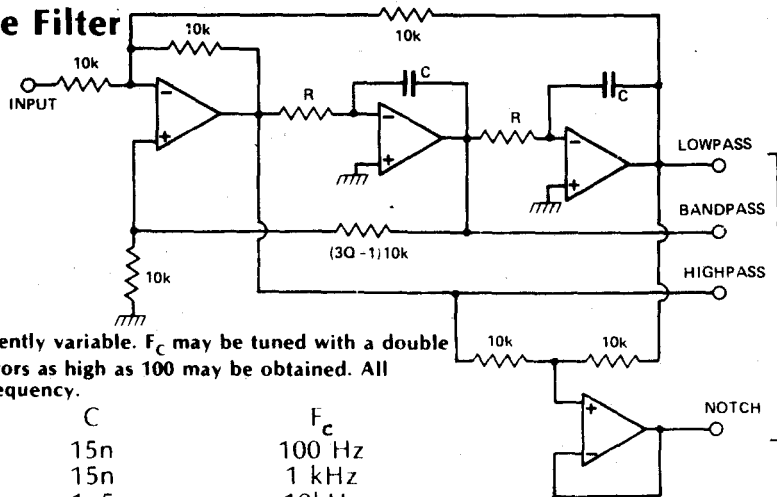 e Filter
10k
10k
10k
INPUT
R
C
R
C
LOWPASS
BANDPASS
(3Q-1)10k
HIGHPASS
10k
ently variable. Fc may be tuned with a double
ors as high as 100 may be obtained. All
equency.
10k
10k
NOTCH
C Fc
15n 100 Hz
15n 1 kHz